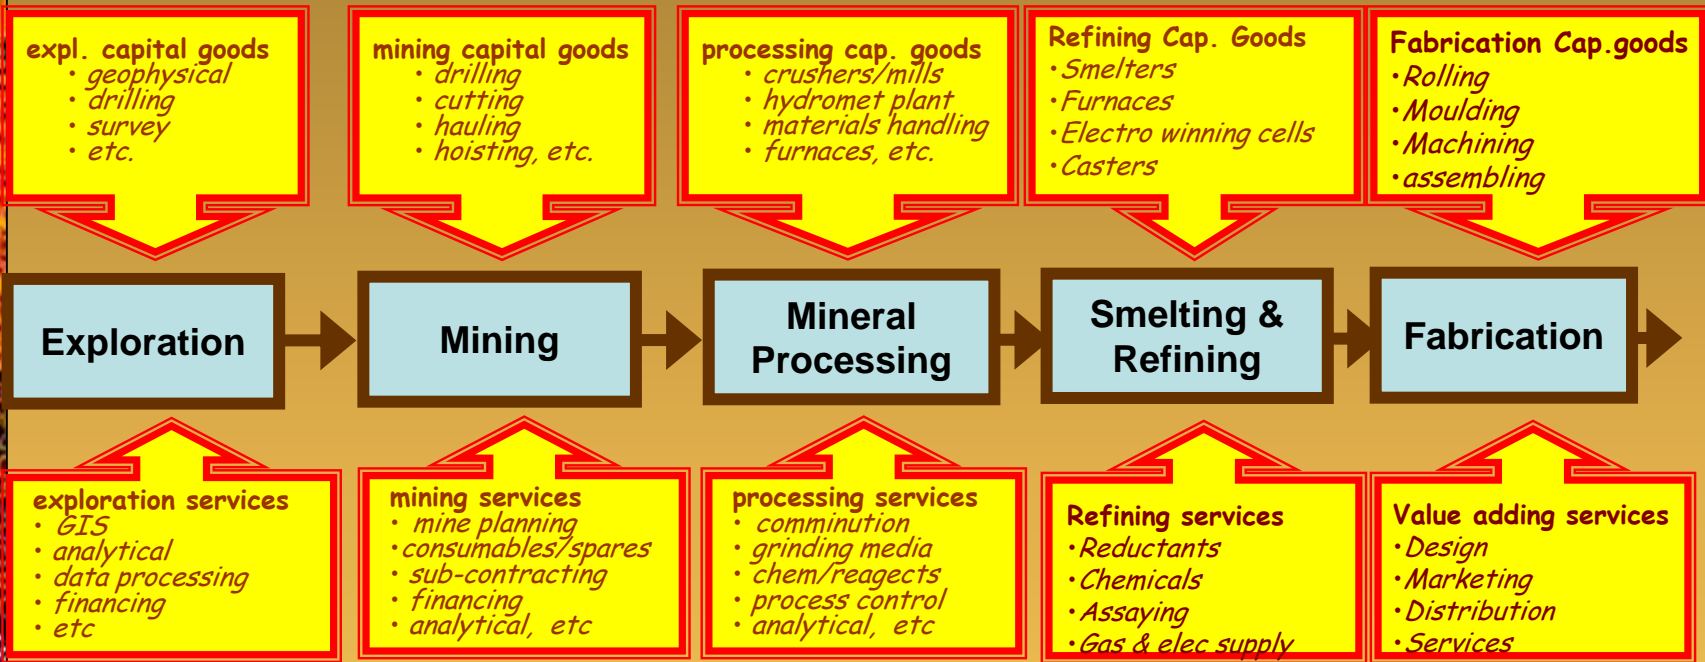 expl. capital goods
• geophysical
• drilling
• survey
• etc.
mining capital goods
• drilling
• cutting
• hauling
• hoisting, etc.
processing cap. goods
• crushers/mills
• hydromet plant
• materials handling
• furnaces, etc.
Refining Cap. Goods
•Smelters
•Furnaces
•Electro winning cells
•Casters
Fabrication Cap.goods
•Rolling
•Moulding
•Machining
•assembling
Exploration
Mining
Mineral
Processing
Smelting &
Refining
Fabrication
exploration services
• GIS
• analytical
• data processing
• financing
• etc
mining services
• mine planning
•consumables/spares
• sub-contracting
• financing
• analytical, etc
processing services
• comminution
• grinding media
• chem/reagects
• process control
• analytical, etc
Refining services
•Reductants
•Chemicals
•Assaying
•Gas & elec supply
Value adding services
•Design
•Marketing
•Distribution
•Services